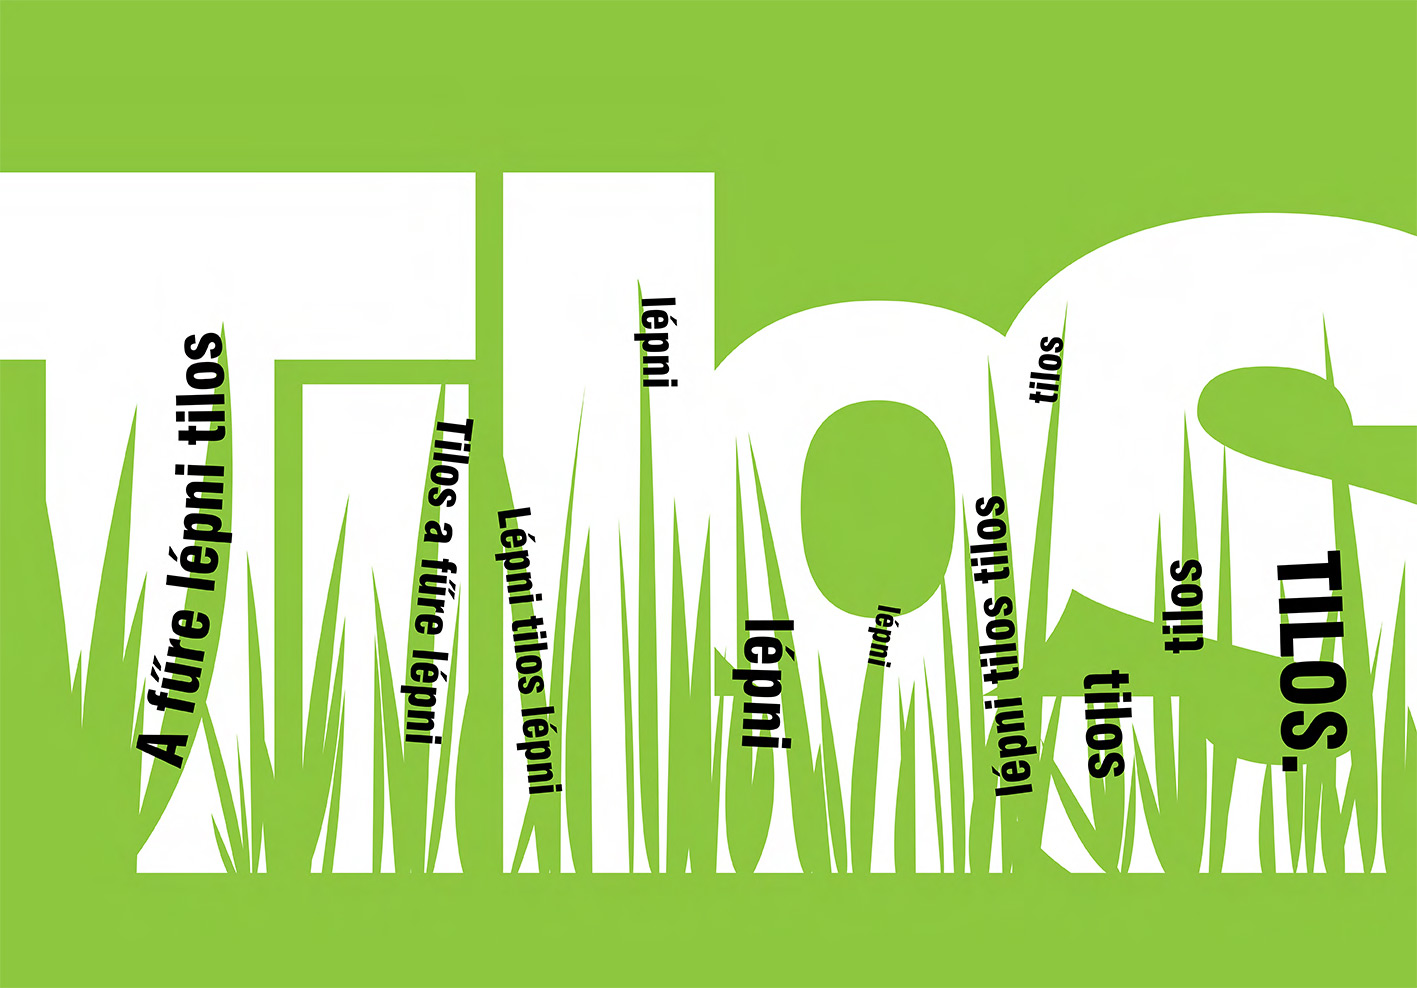 Tilos
A fűre lépni tilos
Tilos a fűre lépni
Lépni tilos lépni
lépni
lépni
lépni
lépni tilos tilos
tilos
tilos
tilos
TILOS.